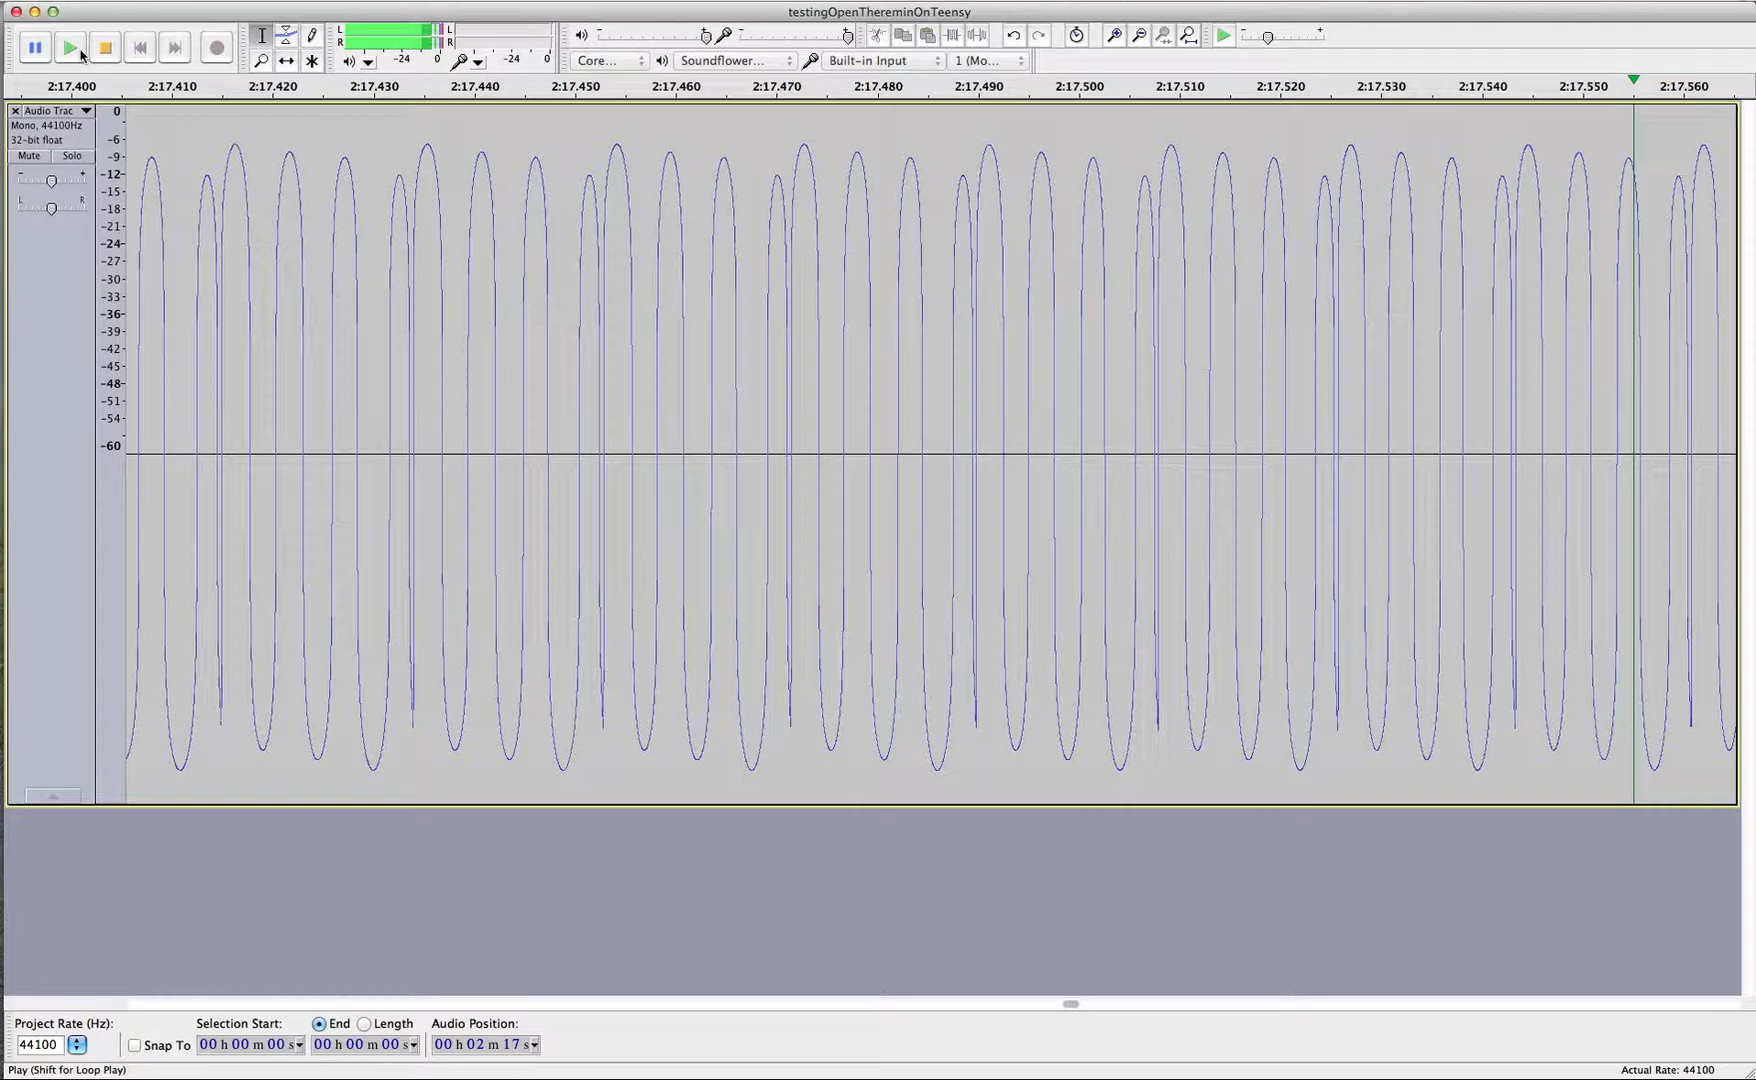 testingOpenThereminOnTeensy
L
R
-24 0
L
R
-24 0
Core... Soundflower... Built-in Input 1 (Mo...
2:17.400 2:17.410 2:17.420 2:17.430 2:17.440 2:17.450 2:17.460 2:17.470 2:17.480 2:17.490 2:17.500 2:17.510 2:17.520 2:17.530 2:17.540 2:17.550 2:17.560
Audio Trac
Mono, 44100Hz
32-bit float
Mute Solo
- +
L R
0
-6
-9
-12
-15
-18
-21
-24
-27
-30
-33
-36
-39
-42
-45
-48
-51
-54
-60
Project Rate (Hz): Selection Start: End Length Audio Position:
44100 Snap To 00 h 00 m 00 s 00 h 00 m 00 s 00 h 02 m 17 s
Play (Shift for Loop Play) Actual Rate: 44100